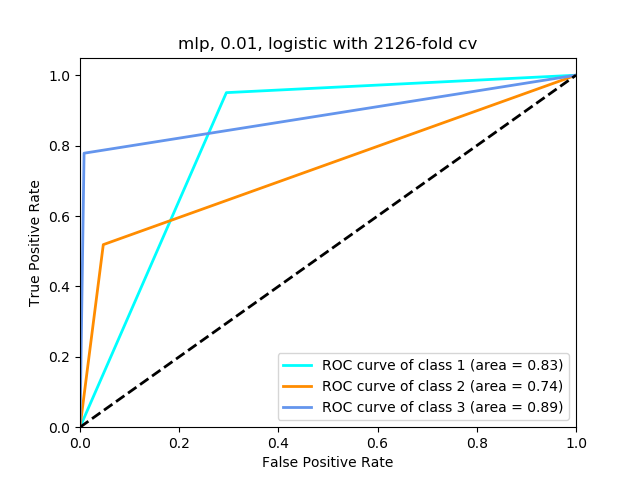 mlp, 0.01, logistic with 2126-fold cv
True Positive Rate
1.0
0.8
0.6
0.4
0.2
0.0
ROC curve of class 1 (area = 0.83)
ROC curve of class 2 (area = 0.74)
ROC curve of class 3 (area = 0.89)
0.0 0.2 0.4 0.6 0.8 1.0
False Positive Rate